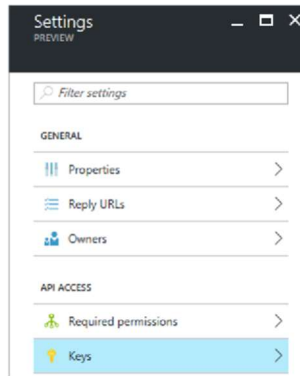 Settings
PREVIEW
Filter settings
GENERAL
Properties
Reply URLs
Owners
API ACCESS
Required permissions
Keys